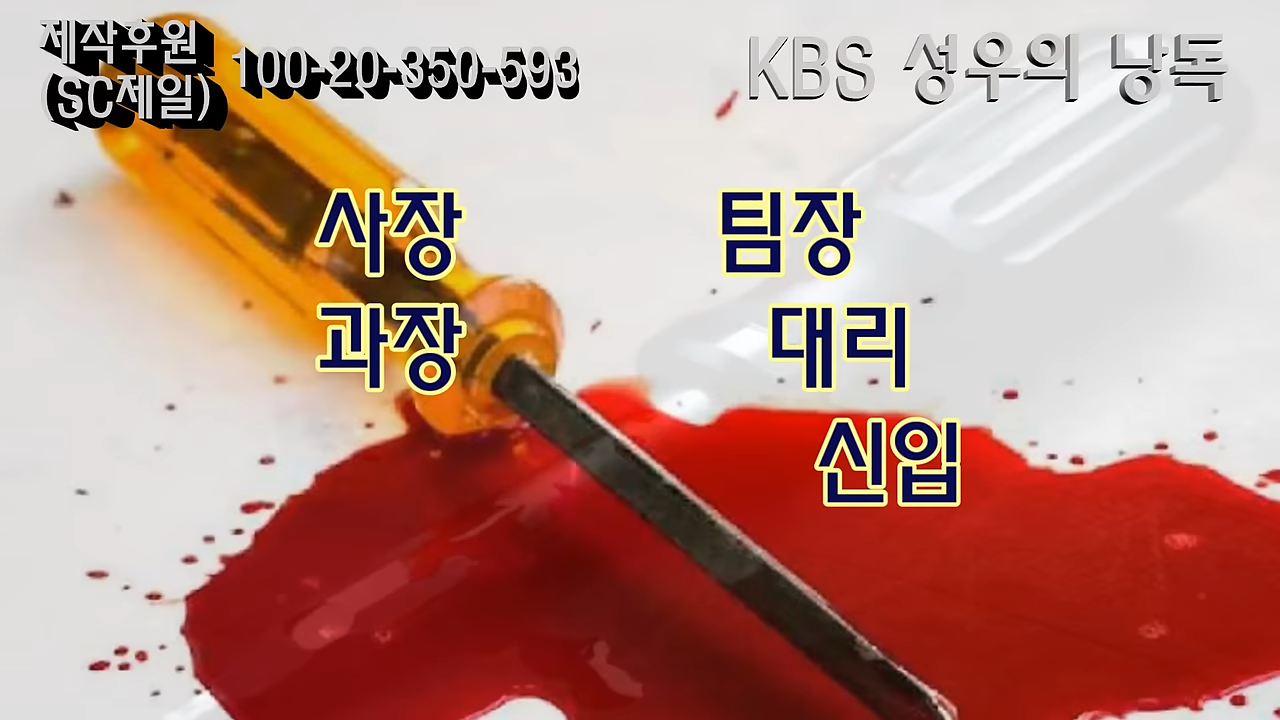 제작후원
(SC제일)
100-20-350-593
KBS 성우의 낭독
사장
팀장
과장
대리
신입